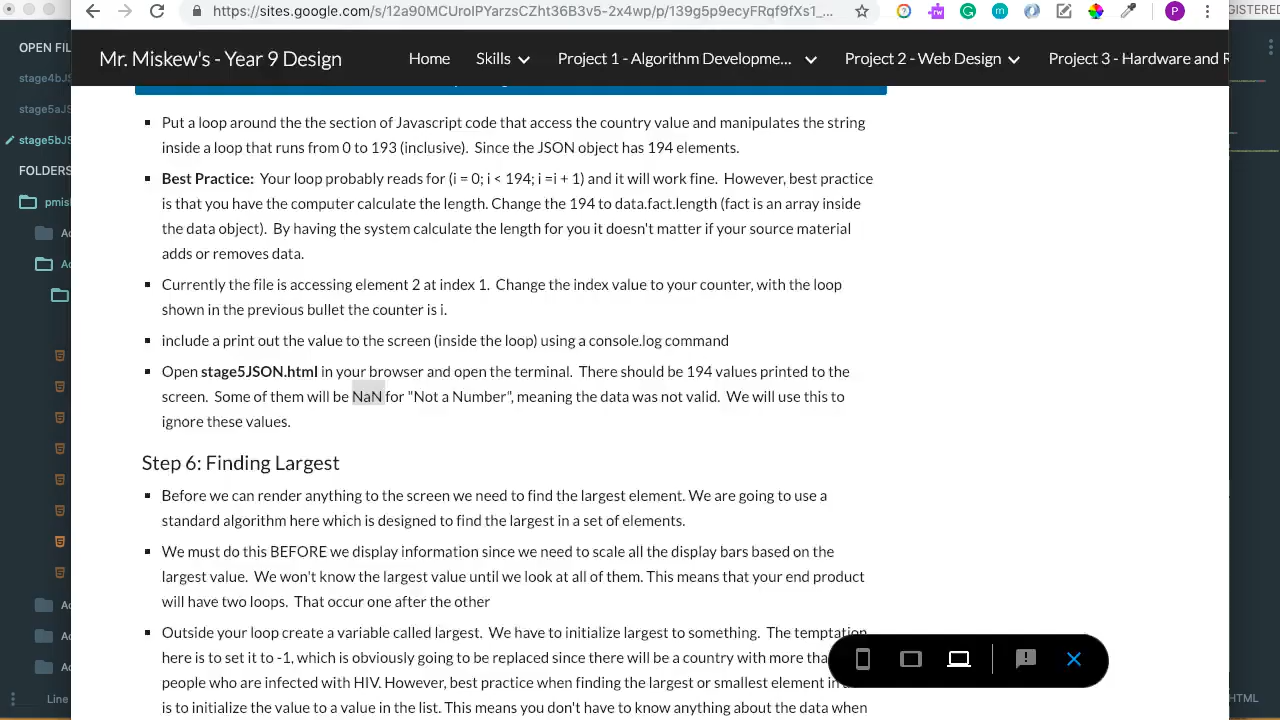 GISTERED
https://sites.google.com/s/12a90MCUroIPYarzsCZht36B3v5-2x4wp/p/139gSp9ecyFRqf9fXs1_...
P
OPEN FIL
stage4bJS
stage5aJS
stage5bJS
FOLDERS
pmis
Ac
Ac
Ac
Ac
Ac
Line
HTML
Mr. Miskew's - Year 9 Design
Home
Skills
Project 1 - Algorithm Developme...
Project 2 - Web Design
Project 3 - Hardware and R
Put a loop around the the section of Javascript code that access the country value and manipulates the string
inside a loop that runs from 0 to 193 (inclusive). Since the JSON object has 194 elements.
Best Practice: Your loop probably reads for (i = 0; i < 194; i =i + 1) and it will work fine. However, best practice
is that you have the computer calculate the length. Change the 194 to data.fact.length (fact is an array inside
the data object). By having the system calculate the length for you it doesn't matter if your source material
adds or removes data.
Currently the file is accessing element 2 at index 1. Change the index value to your counter, with the loop
shown in the previous bullet the counter is i.
include a print out the value to the screen (inside the loop) using a console.log command
Open stage5JSON.html in your browser and open the terminal. There should be 194 values printed to the
screen. Some of them will be NaN for "Not a Number", meaning the data was not valid. We will use this to
ignore these values.
Step 6: Finding Largest
Before we can render anything to the screen we need to find the largest element. We are going to use a
standard algorithm here which is designed to find the largest in a set of elements.
We must do this BEFORE we display information since we need to scale all the display bars based on the
largest value. We won't know the largest value until we look at all of them. This means that your end product
will have two loops. That occur one after the other
Outside your loop create a variable called largest. We have to initialize largest to something. The temptation
here is to set it to -1, which is obviously going to be replaced since there will be a country with more tha
people who are infected with HIV. However, best practice when finding the largest or smallest element in
is to initialize the value to a value in the list. This means you don't have to know anything about the data when